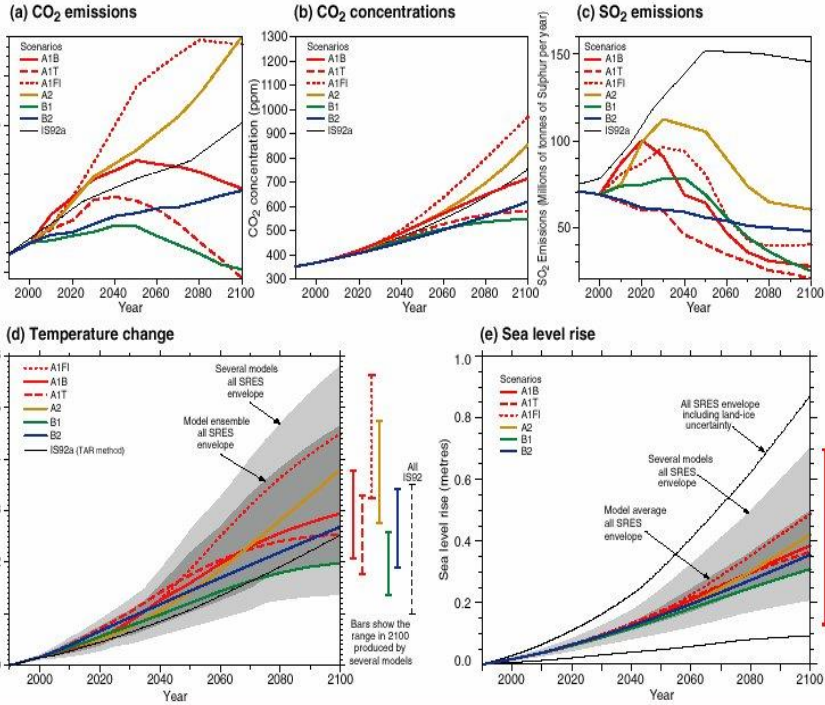 (a) CO2 emissions
Scenarios
A1B
A1T
A1FI
A2
B1
B2
IS92a
2000 2020 2040 2060 2080 2100
Year
(b) CO2 concentrations
CO2 concentration (ppm)
1300
1200
1100
1000
900
800
700
600
500
400
300
Scenarios
A1B
A1T
A1FI
A2
B1
B2
IS92a
2000 2020 2040 2060 2080 2100
Year
(c) SO2 emissions
SO2 Emissions (Millions of tonnes of Sulphur per year)
150
100
50
Scenarios
A1B
A1T
A1FI
A2
B1
B2
IS92a
2000 2020 2040 2060 2080 2100
Year
(d) Temperature change
A1FI
A1B
A1T
A2
B1
B2
IS92a (TAR method)
Several models
all SRES
envelope
Model ensemble
all SRES
envelope
All
IS92
Bars show the
range in 2100
produced by
several models
2000 2020 2040 2060 2080 2100
Year
(e) Sea level rise
Sea level rise (metres)
1.0
0.8
0.6
0.4
0.2
0.0
Scenarios
A1B
A1T
A1FI
A2
B1
B2
All SRES envelope
including land-ice
uncertainty
Several models
all SRES
envelope
Model average
all SRES
envelope
2000 2020 2040 2060 2080 2100
Year